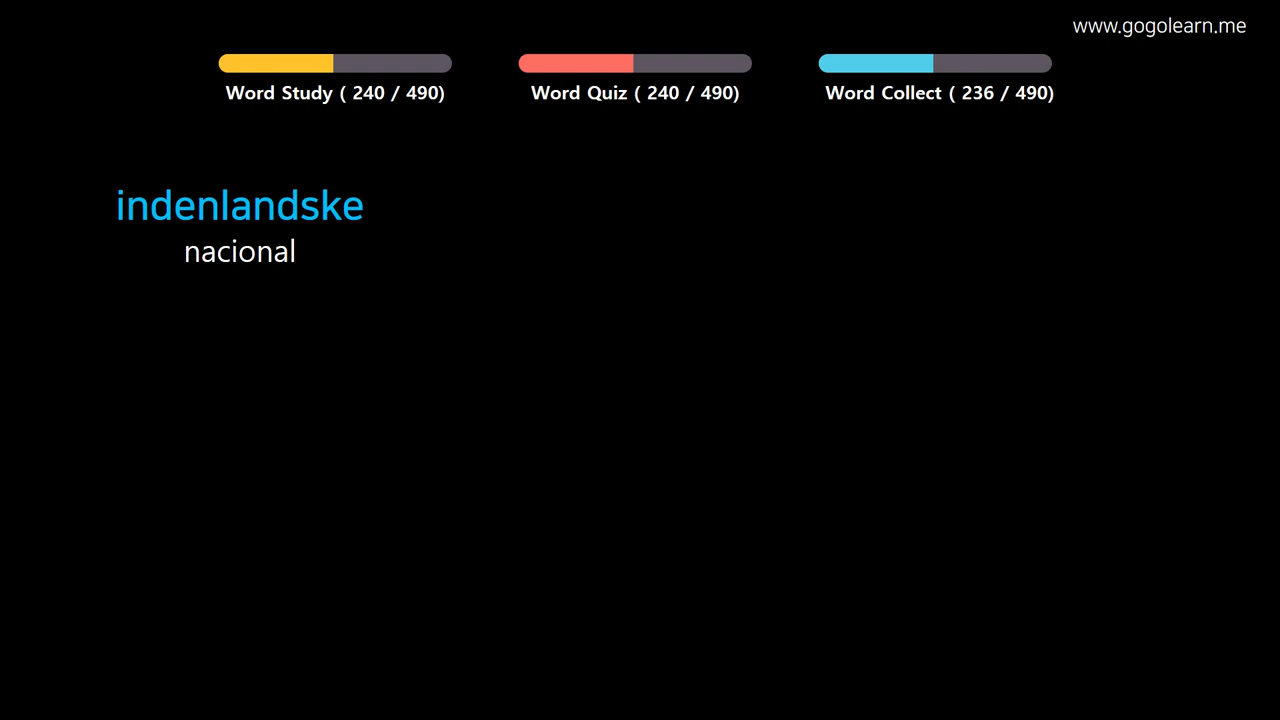 www.gogolearn.me
Word Study ( 240 / 490)
Word Quiz ( 240 / 490)
Word Collect ( 236 / 490)
indenlandske
nacional